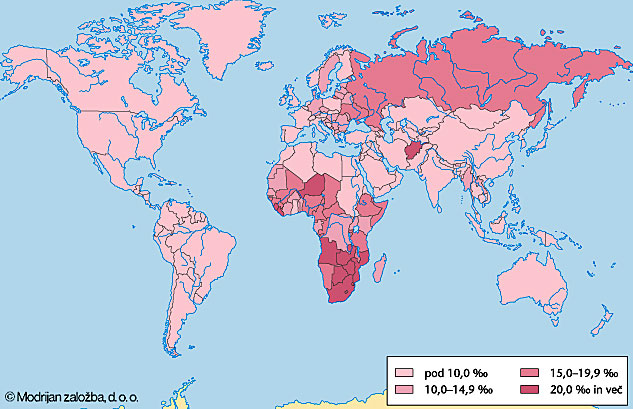 pod 10,0 ‰
10,0–14,9 ‰
15,0–19,9 ‰
20,0 ‰ in več
© Modrijan založba, d. o. o.